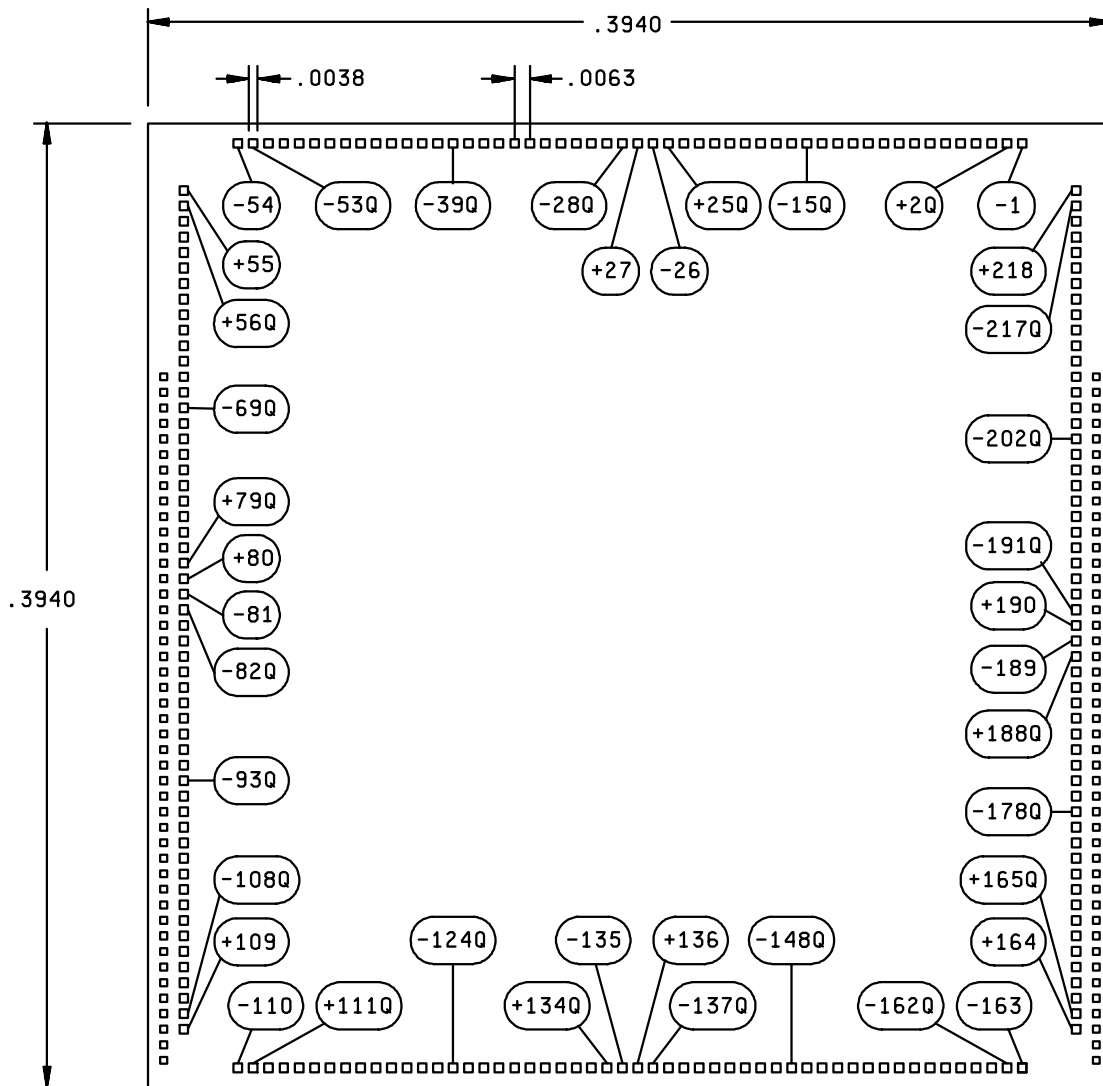 .3940
.0038
.0063
-54
-53Q
-39Q
-28Q
+25Q
-15Q
+2Q
-1
+55
+27
-26
+218
+56Q
-217Q
-69Q
-202Q
+79Q
-191Q
+80
.3940
+190
-81
-189
-82Q
+188Q
-93Q
-178Q
-108Q
+165Q
+109
-124Q
-135
+136
-148Q
+164
-110
+111Q
+134Q
-137Q
-162Q
-163